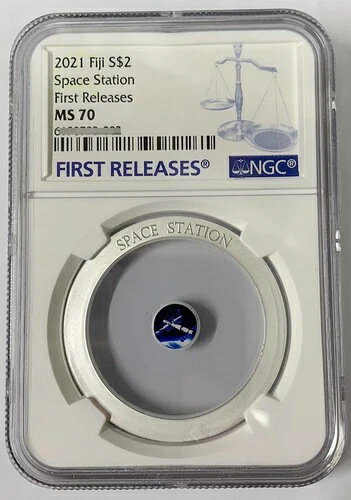 2021 Fiji S$2
Space Station
First Releases
MS 70
FIRST RELEASES®
NGC®
SPACE STATION